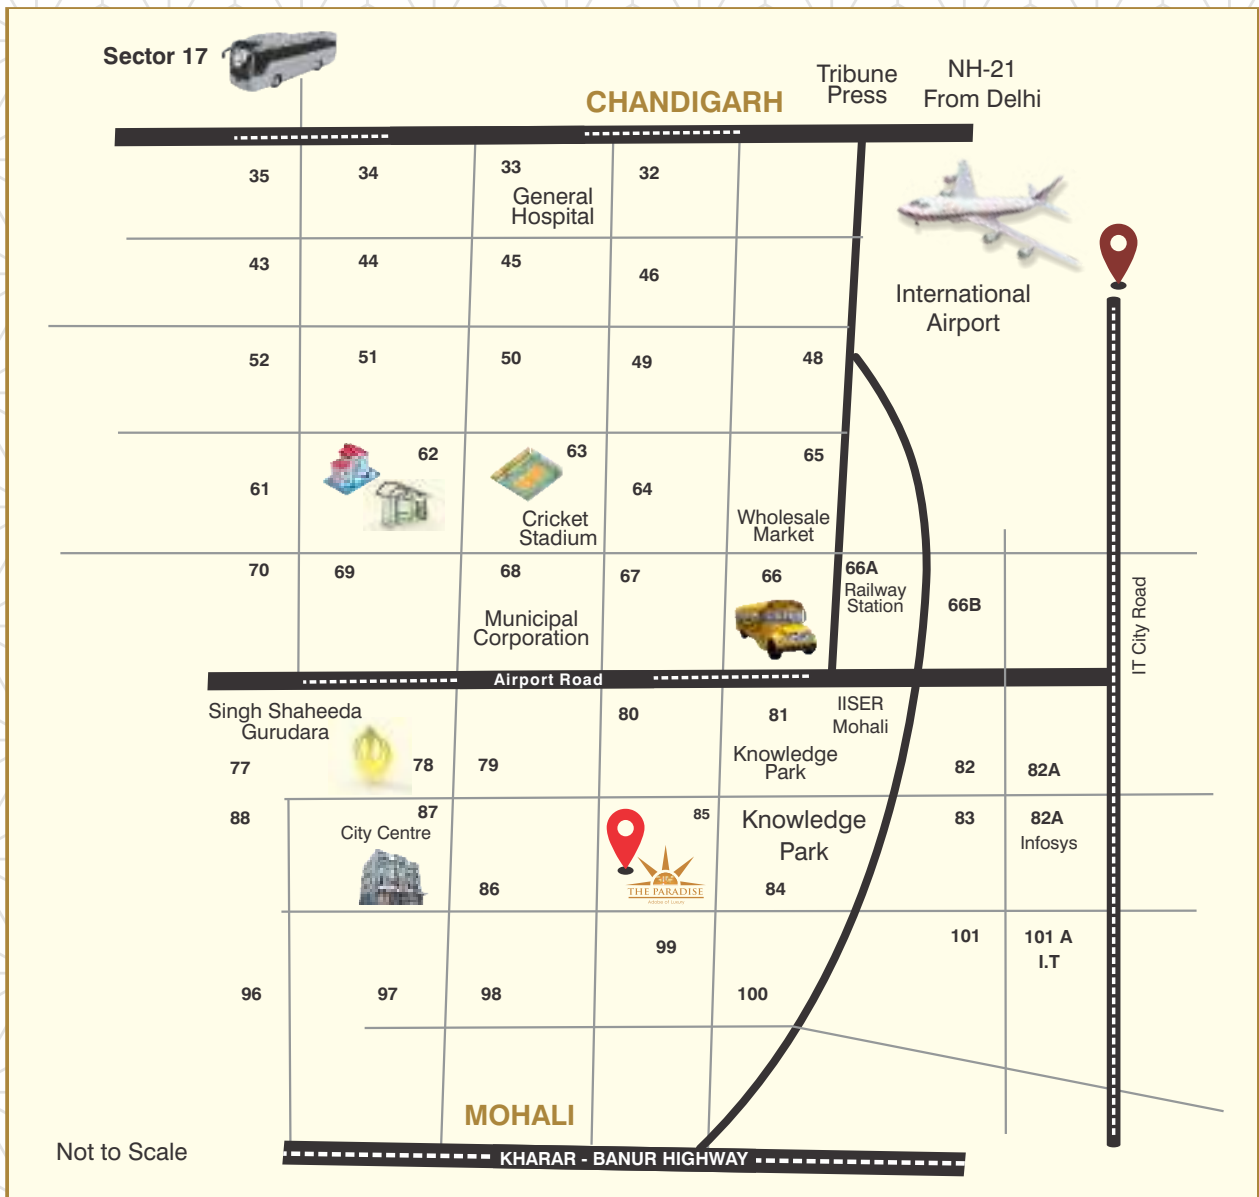 Sector 17
CHANDIGARH
Tribune
Press
NH-21
From Delhi
35
34
33
General
Hospital
32
43
44
45
46
International
Airport
52
51
50
49
48
61
62
63
Cricket
Stadium
64
65
Wholesale
Market
70
69
68
Municipal
Corporation
67
66
66A
Railway
Station
66B
IT City Road
Airport Road
Singh Shaheeda
Gurudara
77
78
79
80
81
Knowledge
Park
IISER
Mohali
82
82A
88
87
City Centre
86
85
THE PARADISE
Knowledge
Park
84
83
82A
Infosys
96
97
98
99
100
101
101 A
I.T
MOHALI
Not to Scale
KHARAR - BANUR HIGHWAY